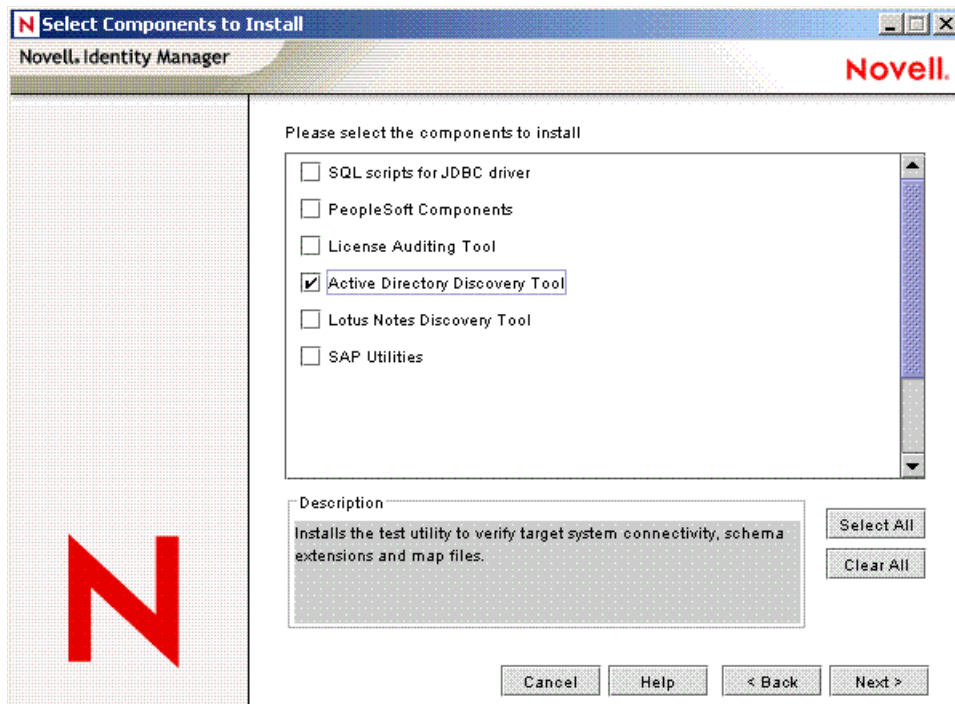 N Select Components to Install
Novell. Identity Manager
Novell.
Please select the components to install
SQL scripts for JDBC driver
PeopleSoft Components
License Auditing Tool
Active Directory Discovery Tool
Lotus Notes Discovery Tool
SAP Utilities
Description
Installs the test utility to verify target system connectivity, schema
extensions and map files.
Select All
Clear All
N
Cancel
Help
< Back
Next >